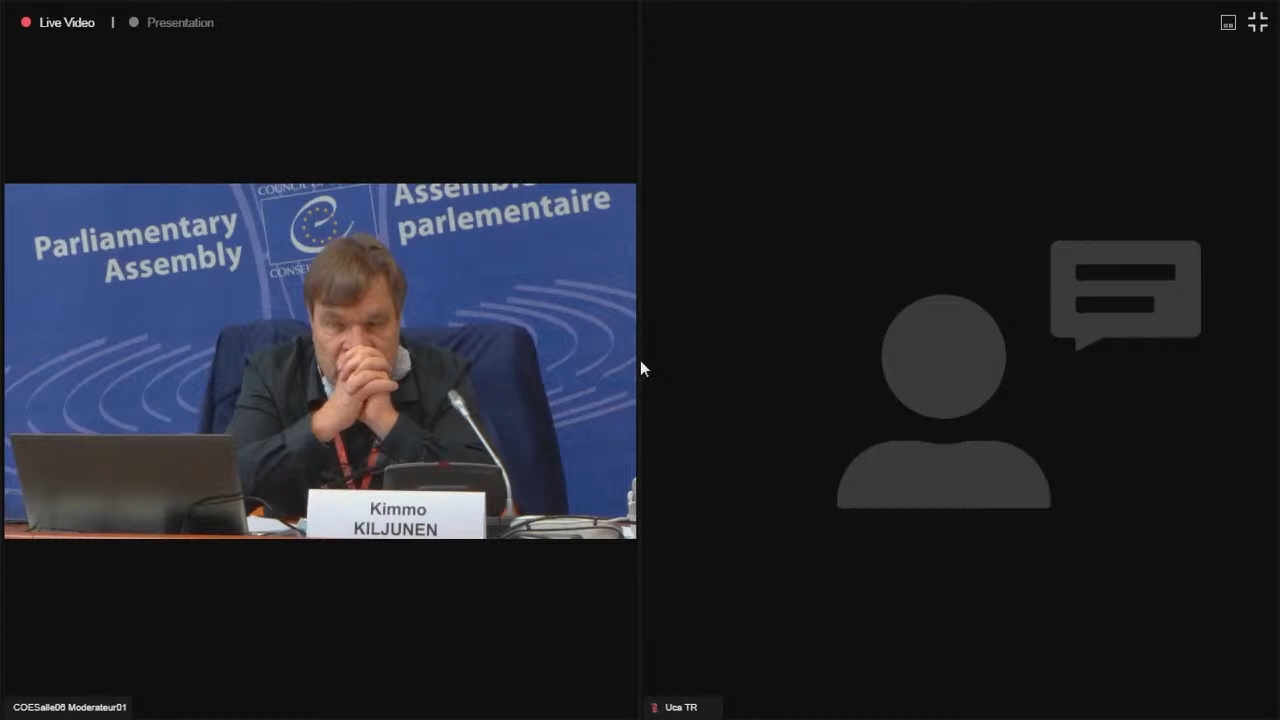 Live Video | Presentation
Parliamentary
Assembly
Assemblée
parlementaire
Kimmo
KILJUNEN
COESalle06 Moderateur01
Uca TR